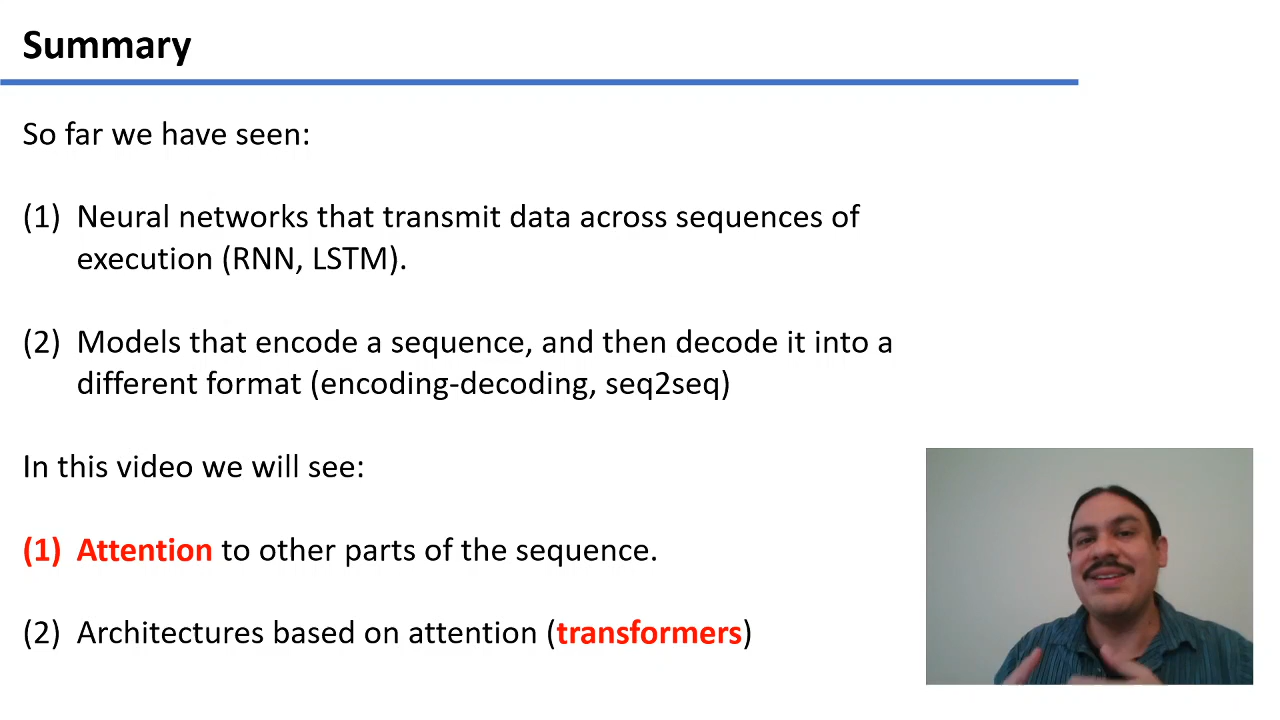 Summary
So far we have seen:
(1) Neural networks that transmit data across sequences of
execution (RNN, LSTM).
(2) Models that encode a sequence, and then decode it into a
different format (encoding-decoding, seq2seq)
In this video we will see:
(1) Attention to other parts of the sequence.
(2) Architectures based on attention (transformers)